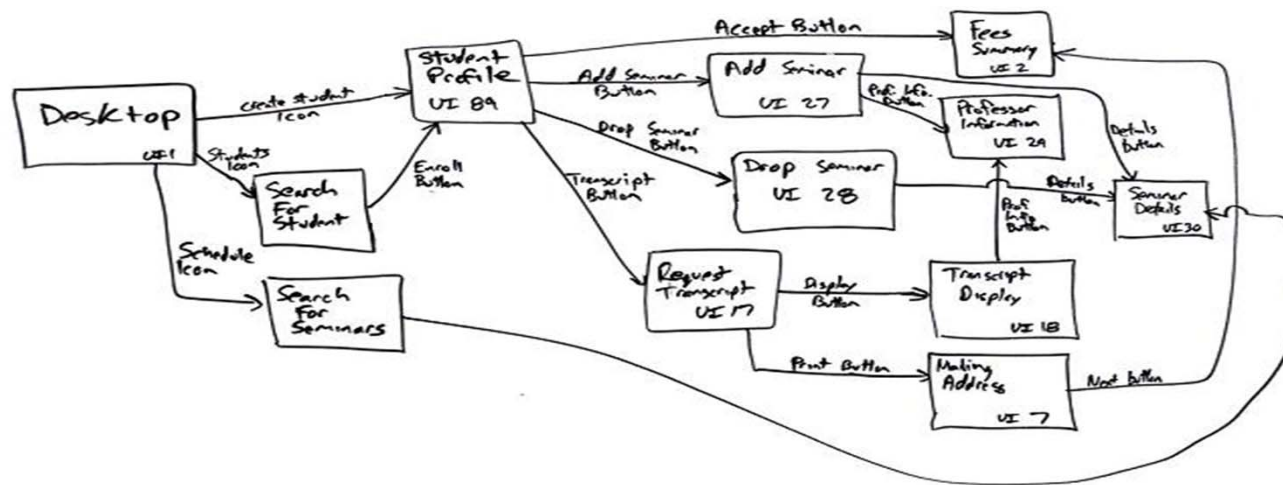 Accept Button
Fees
Summary
UI 2
Student
Profile
UI 89
Add Seminar
Button
Add Seminar
UI 27
Prof. Info.
Button
Professor
Information
UI 29
Details
Button
Desktop
UI 1
Create Student
Icon
Students
Icon
Search
For
Student
Enroll
Button
Drop Seminar
Button
Drop Seminar
UI 28
Details
Button
Seminar
Details
UI 30
Transcript
Button
Prof
Info
Button
Schedule
Icon
Search
For
Seminars
Request
Transcript
UI 17
Display
Button
Transcript
Display
UI 18
Print Button
Mailing
Address
UI 7
Next Button